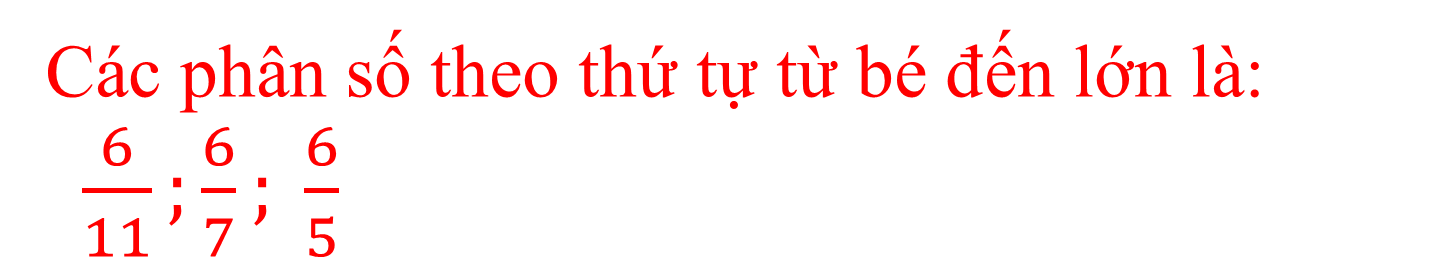 Các phân số theo thứ tự từ bé đến lớn là:
6/11 ; 6/7 ; 6/5